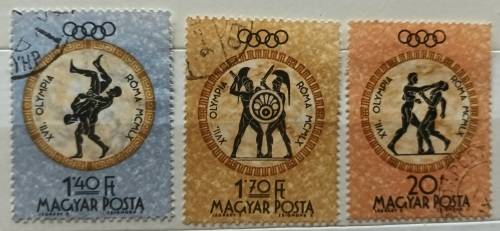 XVII. OLYMPIA ROMA MCMLX
1·40 Ft
MAGYAR POSTA
XVII. OLYMPIA ROMA MCMLX
1·70 Ft
MAGYAR POSTA
XVII. OLYMPIA ROMA MCMLX
20 f
MAGYAR POSTA